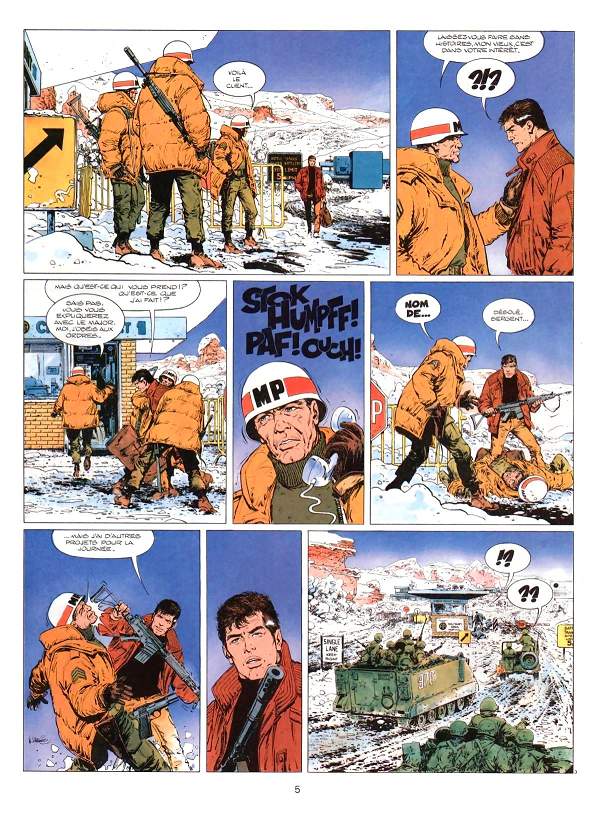 VOILÀ
LE
CLIENT...
LAISSEZ-VOUS FAIRE SANS
HISTOIRES, MON VIEUX, C'EST
DANS VOTRE INTÉRÊT.
?!?
MP
MAIS QU'EST-CE QUI VOUS PREND!?
QU'EST-CE QUE
J'AI FAIT!?
SAIS PAS,
VOUS VOUS
EXPLIQUEREZ
AVEC LE MAJOR.
MOI, J'OBÉIS AUX
ORDRES...
STOK
HUMPFF!
PAF! OUCH!
MP
NOM
DE...
DÉSOLÉ,
SERGENT...
P
...MAIS J'AI D'AUTRES
PROJETS POUR LA
JOURNÉE.
!?
??
SINGLE
LANE
5